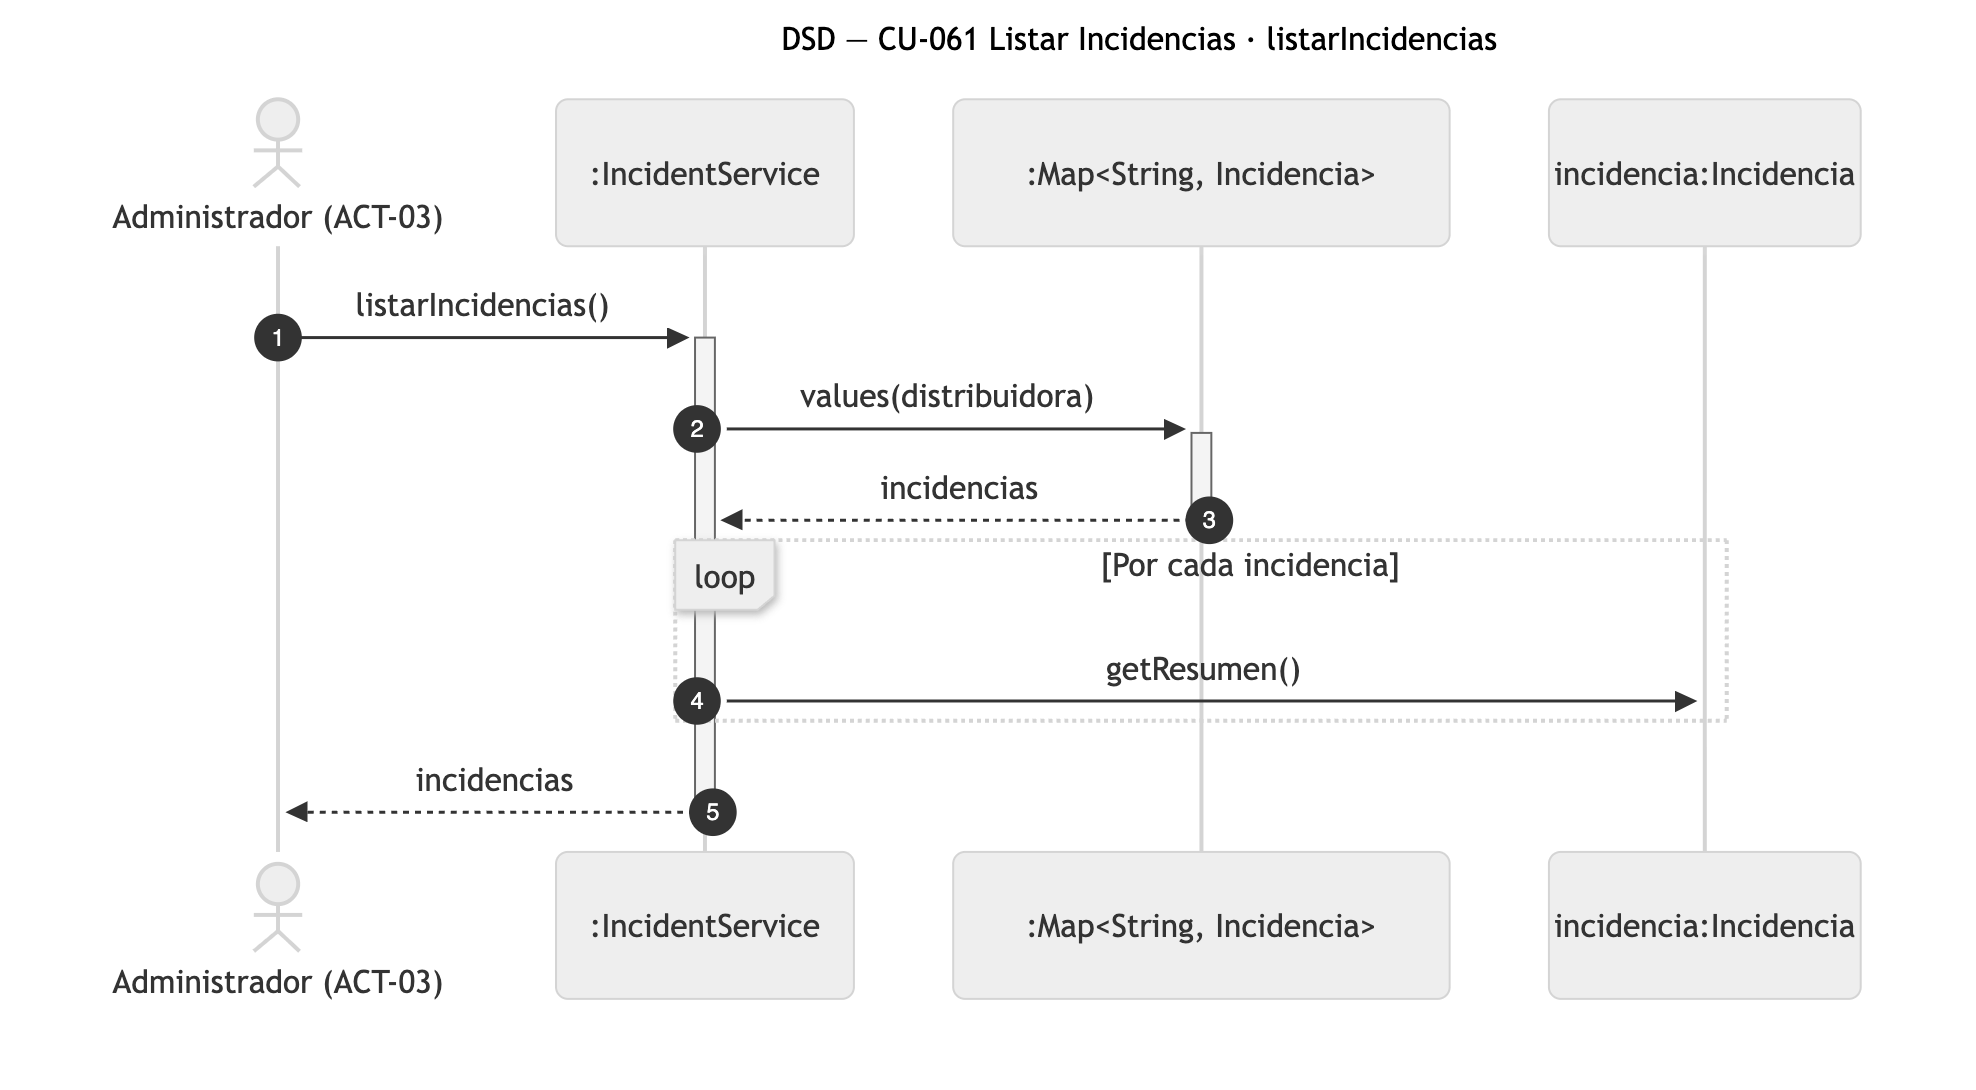 DSD — CU-061 Listar Incidencias · listarIncidencias
Administrador (ACT-03)
:IncidentService
:Map<String, Incidencia>
incidencia:Incidencia
listarIncidencias()
1
values(distribuidora)
2
incidencias
3
loop
[Por cada incidencia]
getResumen()
4
incidencias
5
Administrador (ACT-03)
:IncidentService
:Map<String, Incidencia>
incidencia:Incidencia